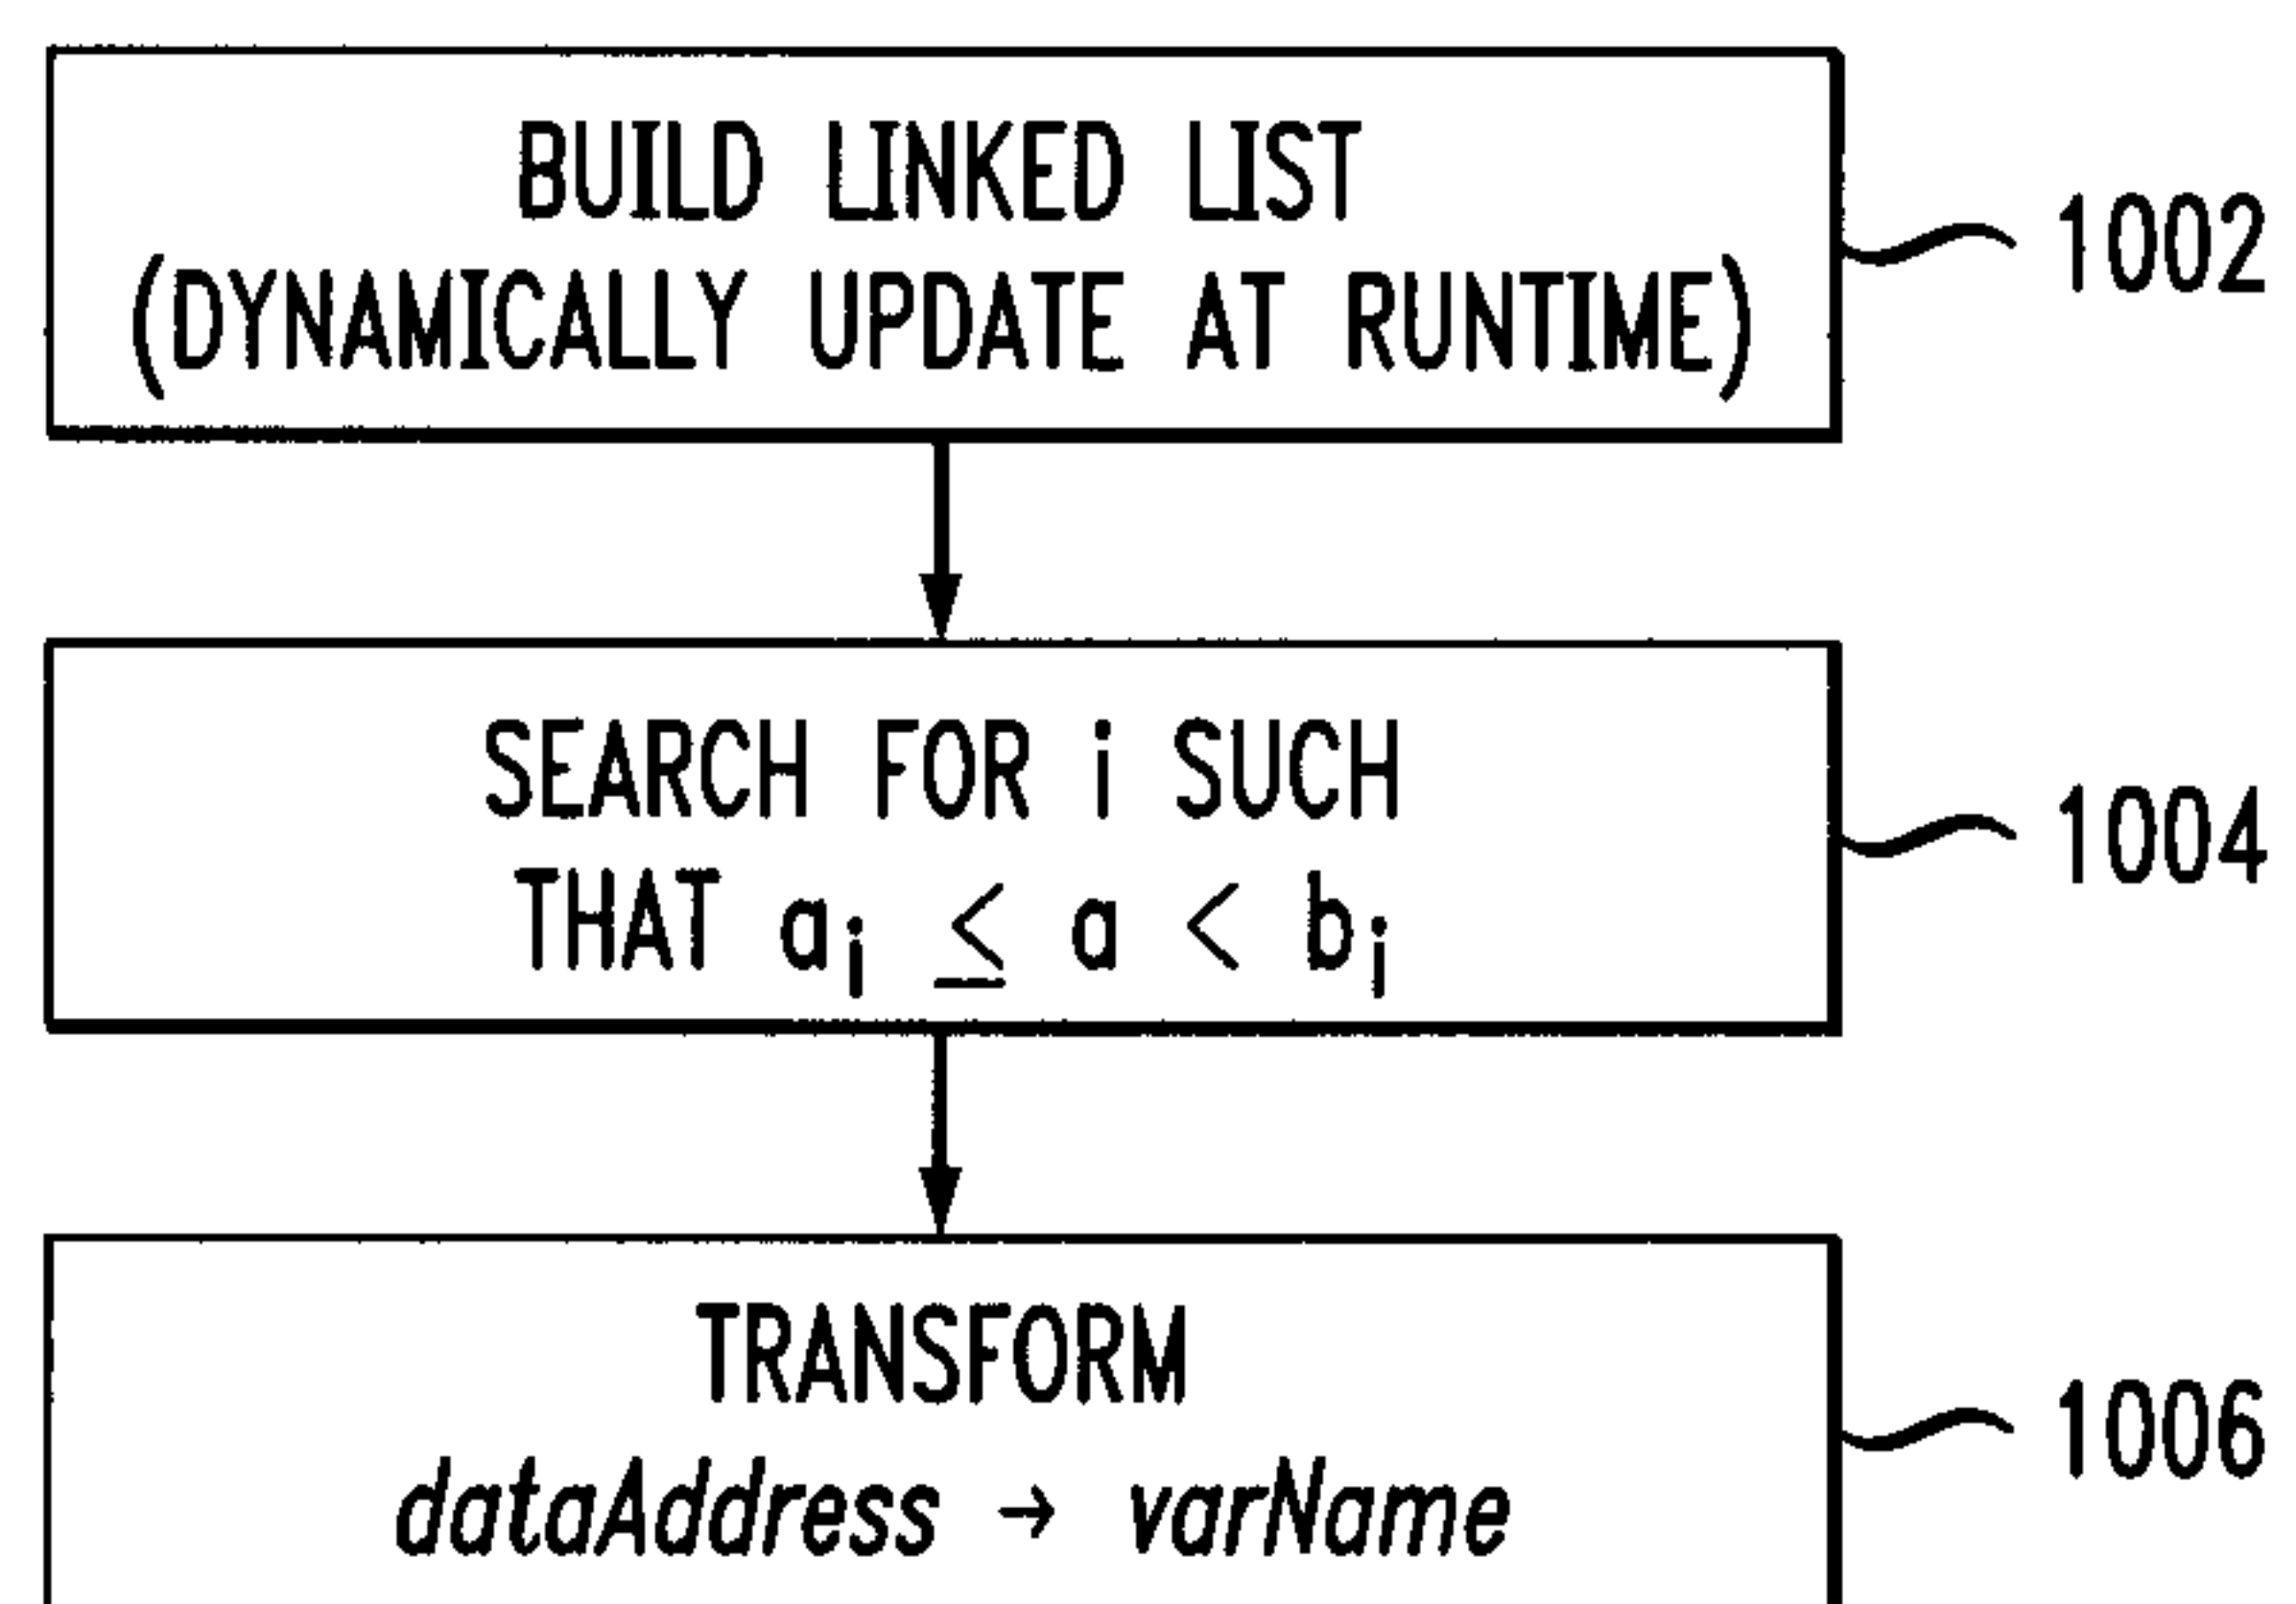 BUILD LINKED LIST
(DYNAMICALLY UPDATE AT RUNTIME)
1002
SEARCH FOR i SUCH
THAT aᵢ ≤ a < bᵢ
1004
TRANSFORM
dataAddress → varName
1006